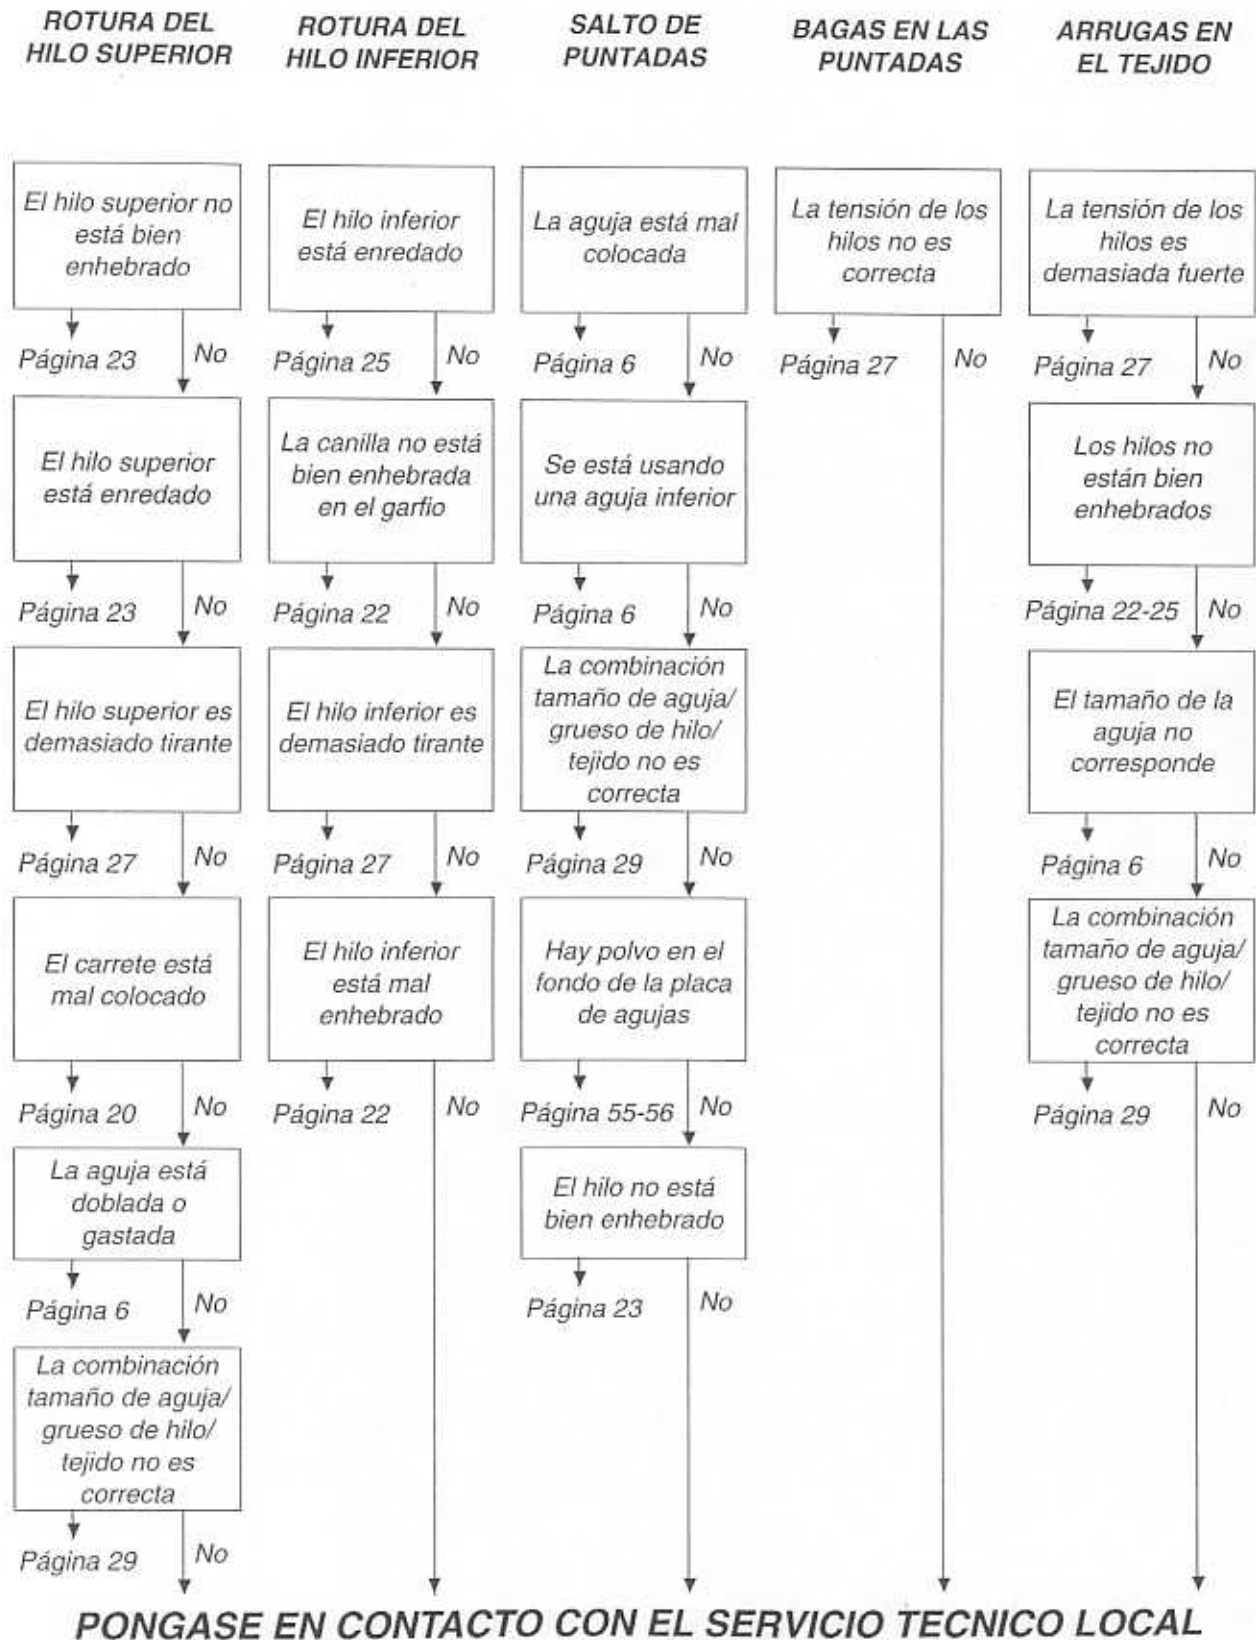 ROTURA DEL
HILO SUPERIOR
El hilo superior no
está bien
enhebrado
Página 23
No
El hilo superior
está enredado
Página 23
No
El hilo superior es
demasiado tirante
Página 27
No
El carrete está
mal colocado
Página 20
No
La aguja está
doblada o
gastada
Página 6
No
La combinación
tamaño de aguja/
grueso de hilo/
tejido no es
correcta
Página 29
No
ROTURA DEL
HILO INFERIOR
El hilo inferior
está enredado
Página 25
No
La canilla no está
bien enhebrada
en el garfio
Página 22
No
El hilo inferior es
demasiado tirante
Página 27
No
El hilo inferior
está mal
enhebrado
Página 22
No
SALTO DE
PUNTADAS
La aguja está mal
colocada
Página 6
No
Se está usando
una aguja inferior
Página 6
No
La combinación
tamaño de aguja/
grueso de hilo/
tejido no es
correcta
Página 29
No
Hay polvo en el
fondo de la placa
de agujas
Página 55-56
No
El hilo no está
bien enhebrado
Página 23
No
BAGAS EN LAS
PUNTADAS
La tensión de los
hilos no es
correcta
Página 27
No
ARRUGAS EN
EL TEJIDO
La tensión de los
hilos es
demasiada fuerte
Página 27
No
Los hilos no
están bien
enhebrados
Página 22-25
No
El tamaño de la
aguja no
corresponde
Página 6
No
La combinación
tamaño de aguja/
grueso de hilo/
tejido no es
correcta
Página 29
No
PONGASE EN CONTACTO CON EL SERVICIO TECNICO LOCAL